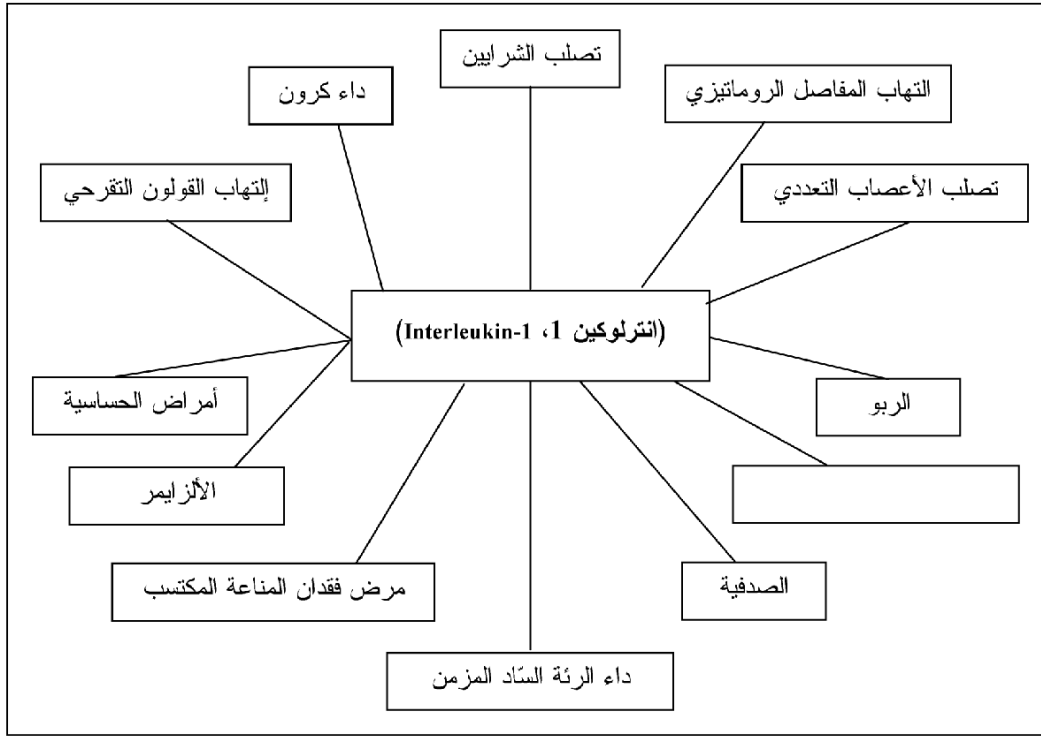 تصلب الشرايين
داء كرون
التهاب المفاصل الروماتيزي
إلتهاب القولون التقرحي
تصلب الأعصاب التعددي
(انترلوكين 1، Interleukin-1)
أمراض الحساسية
الربو
الألزايمر
مرض فقدان المناعة المكتسب
الصدفية
داء الرئة السّاد المزمن